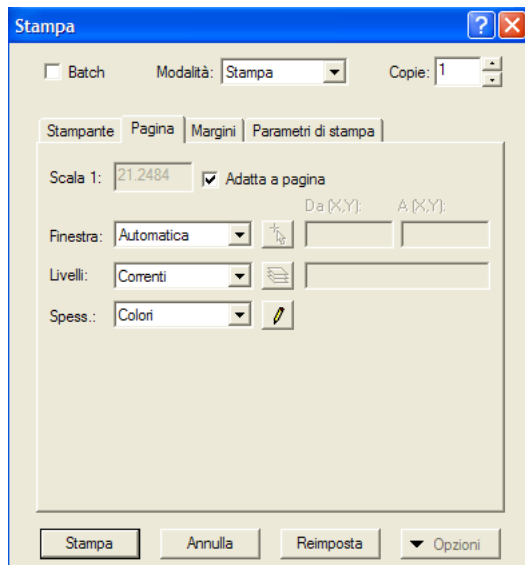 Stampa
Batch Modalità: Stampa Copie: 1
Stampante Pagina Margini Parametri di stampa
Scala 1: 21.2484 Adatta a pagina
Da (X,Y): A (X,Y):
Finestra: Automatica
Livelli: Correnti
Spess.: Colori
Stampa Annulla Reimposta Opzioni